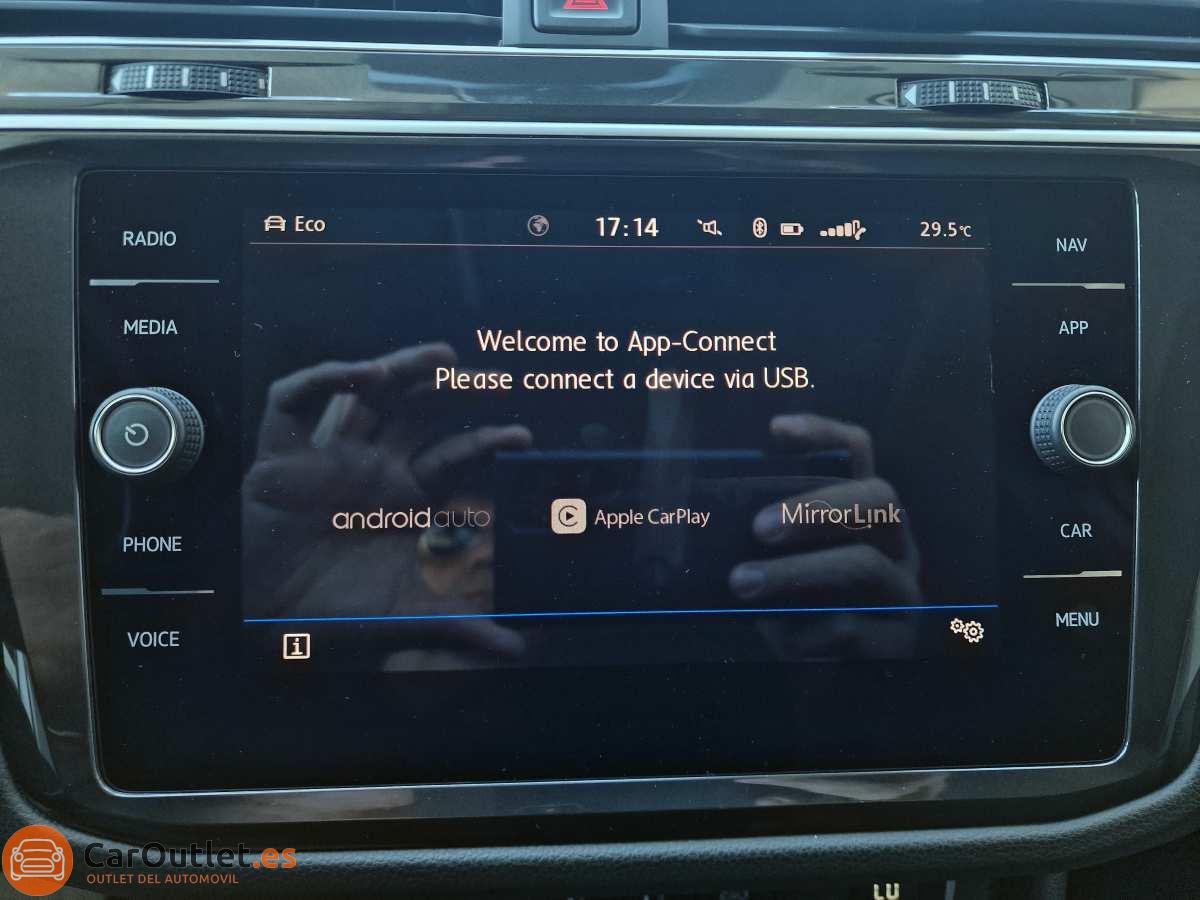 Eco
17:14
29.5°C
RADIO
MEDIA
PHONE
VOICE
Welcome to App-Connect
Please connect a device via USB.
androidauto
Apple CarPlay
MirrorLink
i
NAV
APP
CAR
MENU
CarOutlet.es
OUTLET DEL AUTOMOVIL